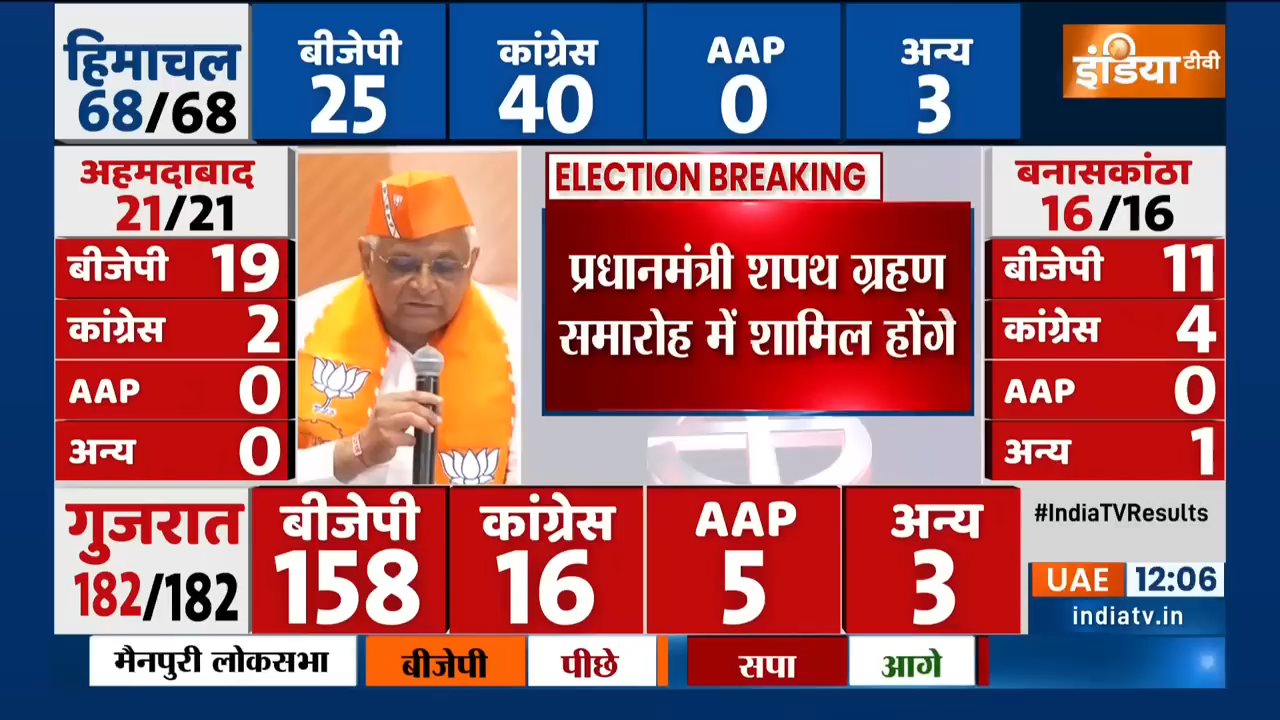 हिमाचल
68/68
बीजेपी
25
कांग्रेस
40
AAP
0
अन्य
3
इंडिया टीवी
अहमदाबाद
21/21
बीजेपी 19
कांग्रेस 2
AAP 0
अन्य 0
ELECTION BREAKING
प्रधानमंत्री शपथ ग्रहण
समारोह में शामिल होंगे
बनासकांठा
16/16
बीजेपी 11
कांग्रेस 4
AAP 0
अन्य 1
गुजरात
182/182
बीजेपी
158
कांग्रेस
16
AAP
5
अन्य
3
#IndiaTVResults
UAE 12:06
indiatv.in
मैनपुरी लोकसभा बीजेपी पीछे सपा आगे